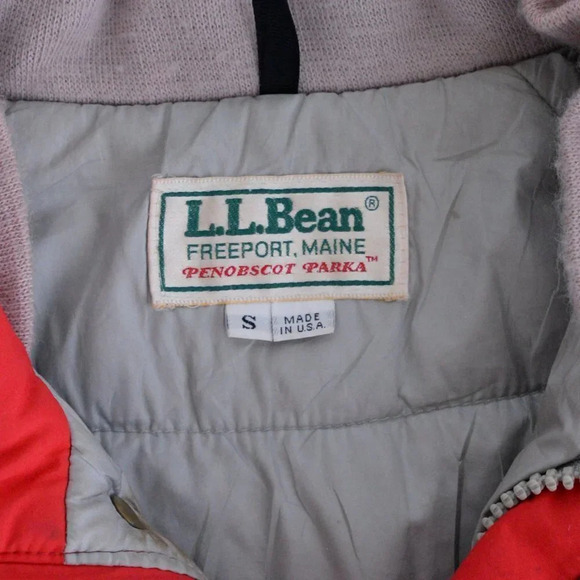 L.L.Bean®
FREEPORT, MAINE
PENOBSCOT PARKA™
S
MADE
IN U.S.A.